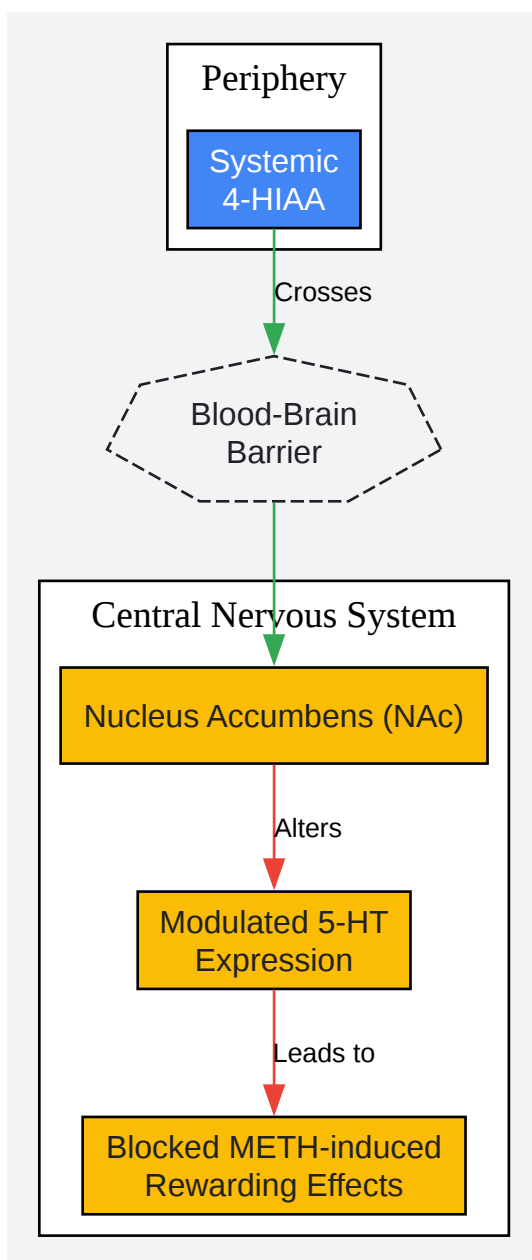 Periphery
Systemic
4-HIAA
Crosses
Blood-Brain
Barrier
Central Nervous System
Nucleus Accumbens (NAc)
Alters
Modulated 5-HT
Expression
Leads to
Blocked METH-induced
Rewarding Effects